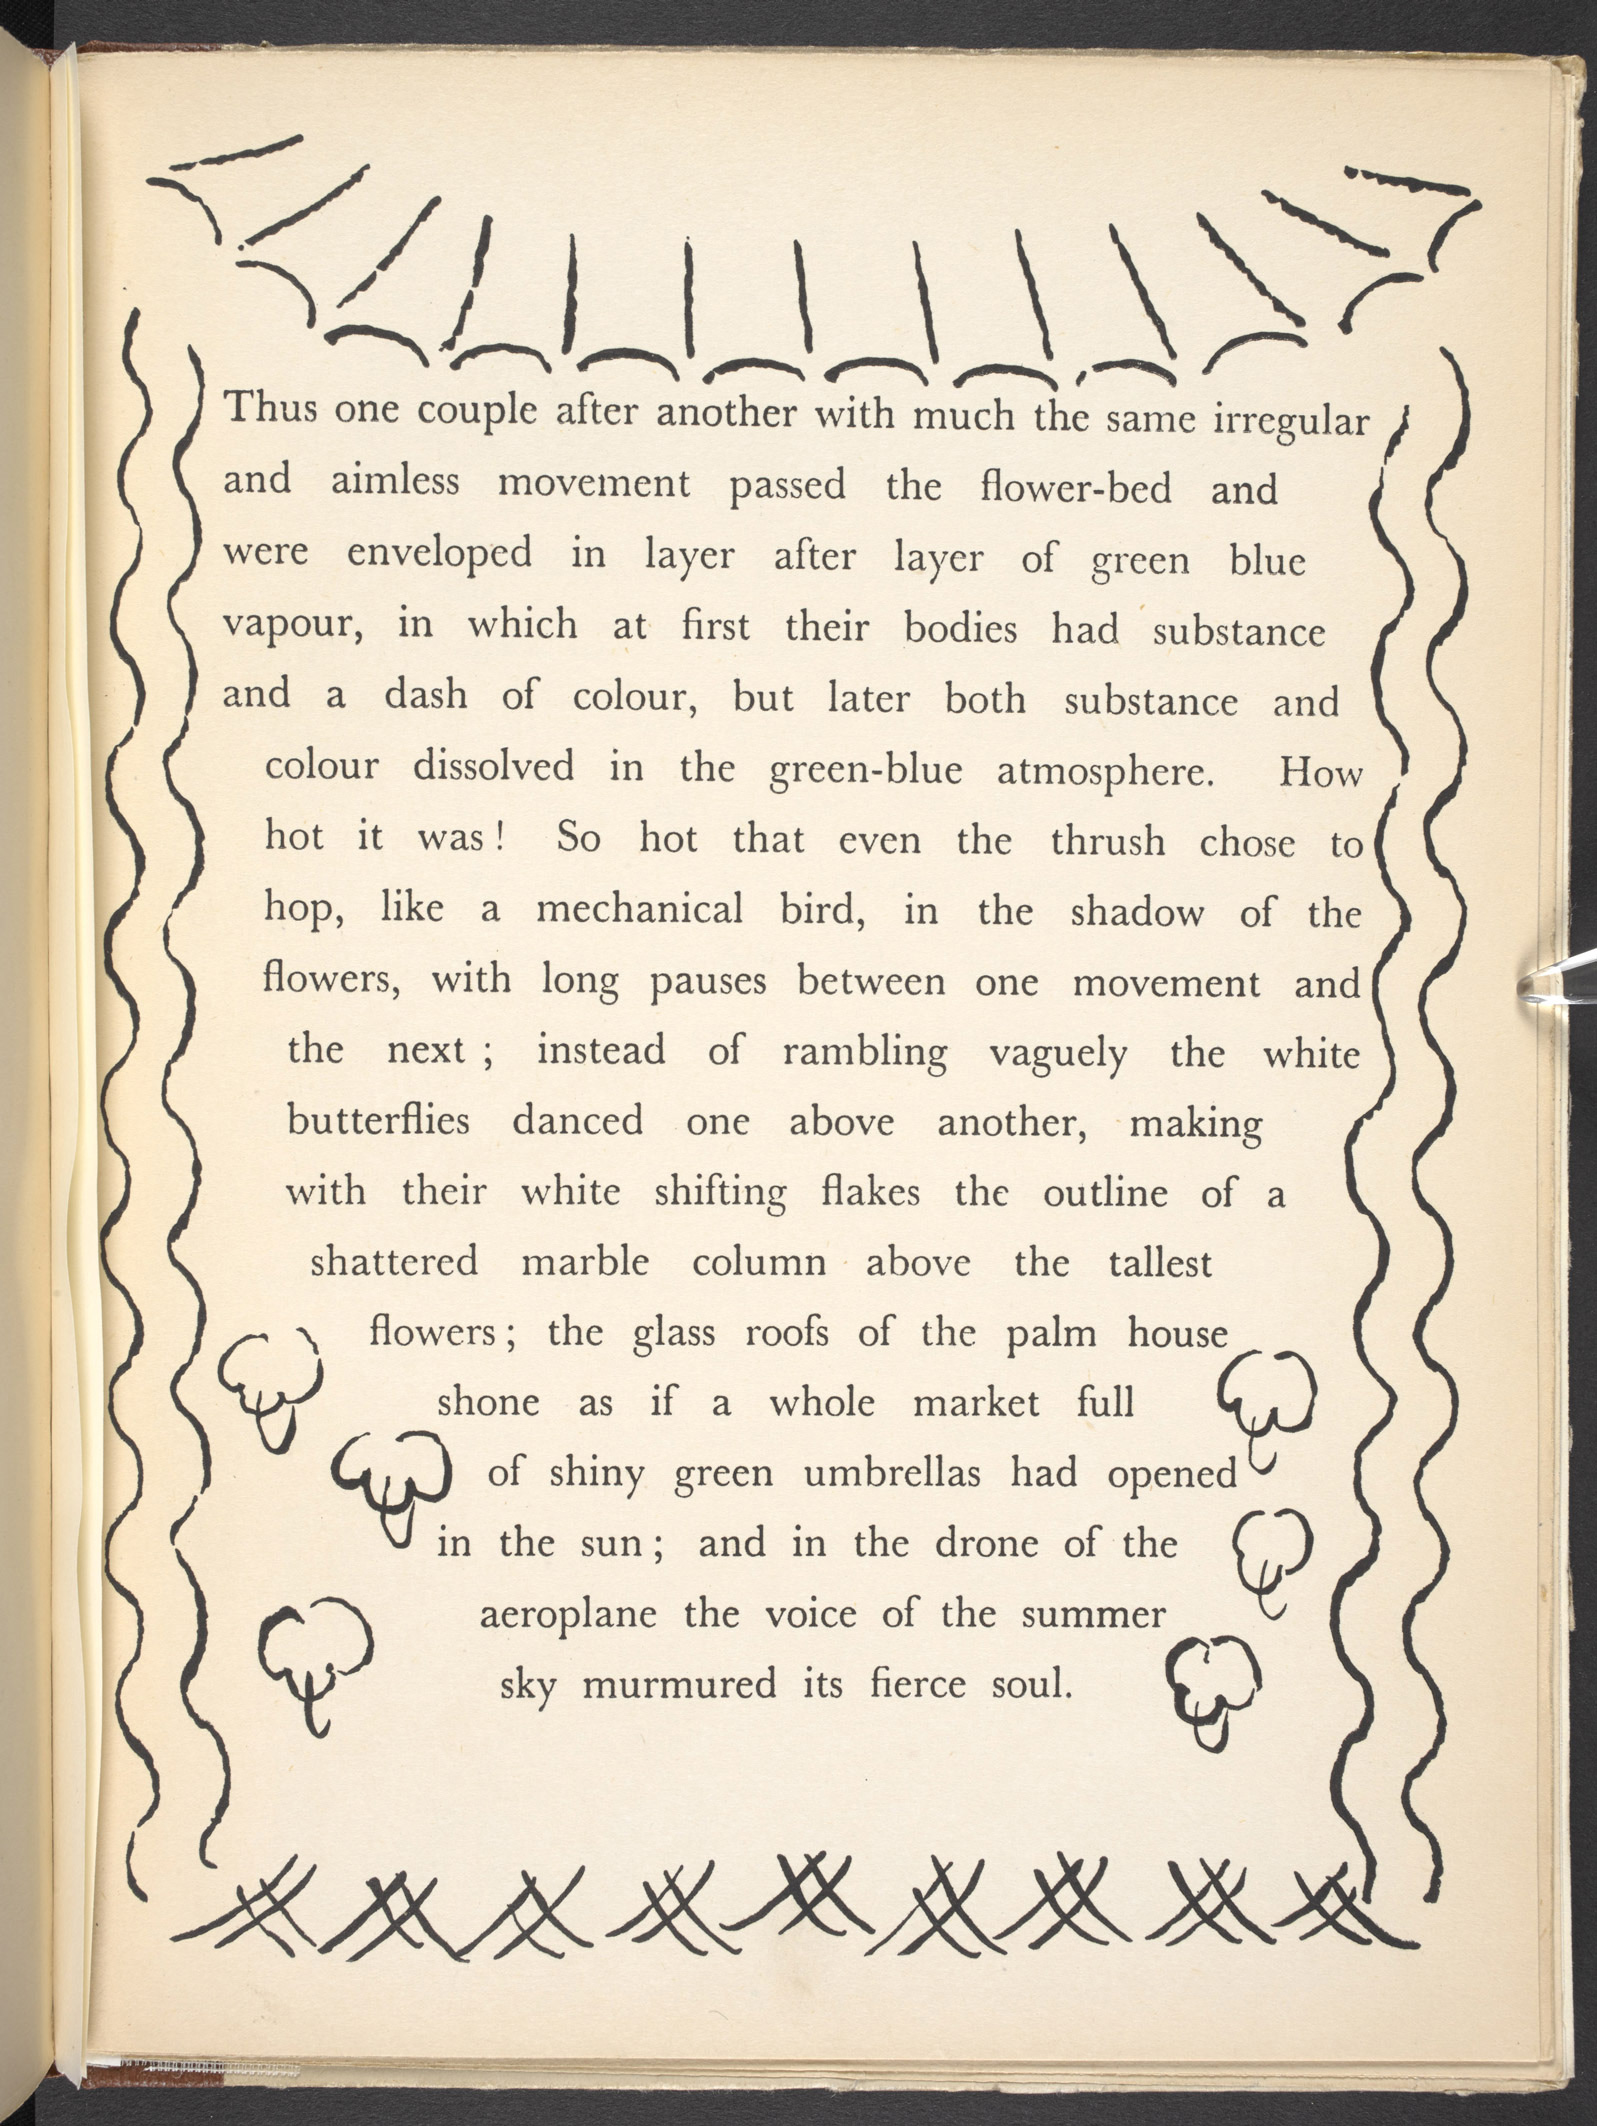 Thus one couple after another with much the same irregular
and aimless movement passed the flower-bed and
were enveloped in layer after layer of green blue
vapour, in which at first their bodies had substance
and a dash of colour, but later both substance and
colour dissolved in the green-blue atmosphere. How
hot it was! So hot that even the thrush chose to
hop, like a mechanical bird, in the shadow of the
flowers, with long pauses between one movement and
the next; instead of rambling vaguely the white
butterflies danced one above another, making
with their white shifting flakes the outline of a
shattered marble column above the tallest
flowers; the glass roofs of the palm house
shone as if a whole market full
of shiny green umbrellas had opened
in the sun; and in the drone of the
aeroplane the voice of the summer
sky murmured its fierce soul.